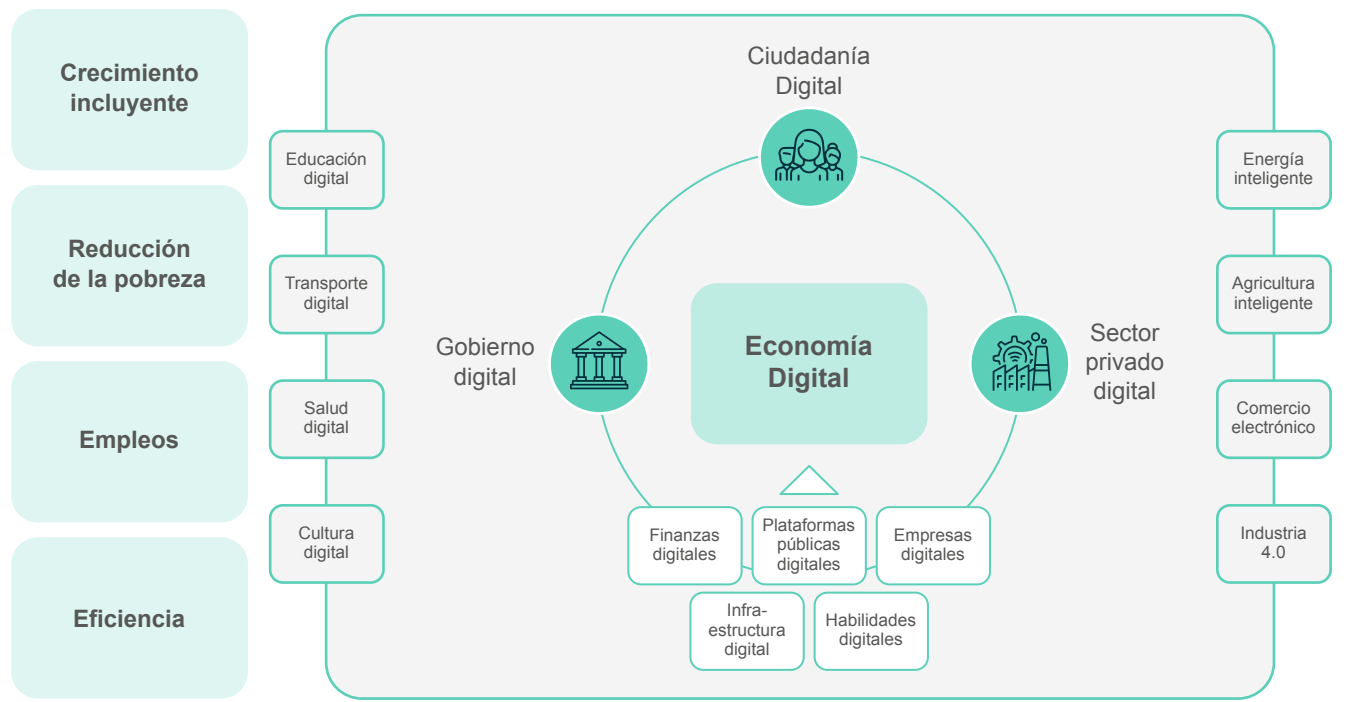 Crecimiento
incluyente
Reducción
de la pobreza
Empleos
Eficiencia
Educación
digital
Transporte
digital
Salud
digital
Cultura
digital
Ciudadanía
Digital
Gobierno
digital
Economía
Digital
Sector
privado
digital
Finanzas
digitales
Plataformas
públicas
digitales
Empresas
digitales
Infra-
estructura
digital
Habilidades
digitales
Energía
inteligente
Agricultura
inteligente
Comercio
electrónico
Industria
4.0